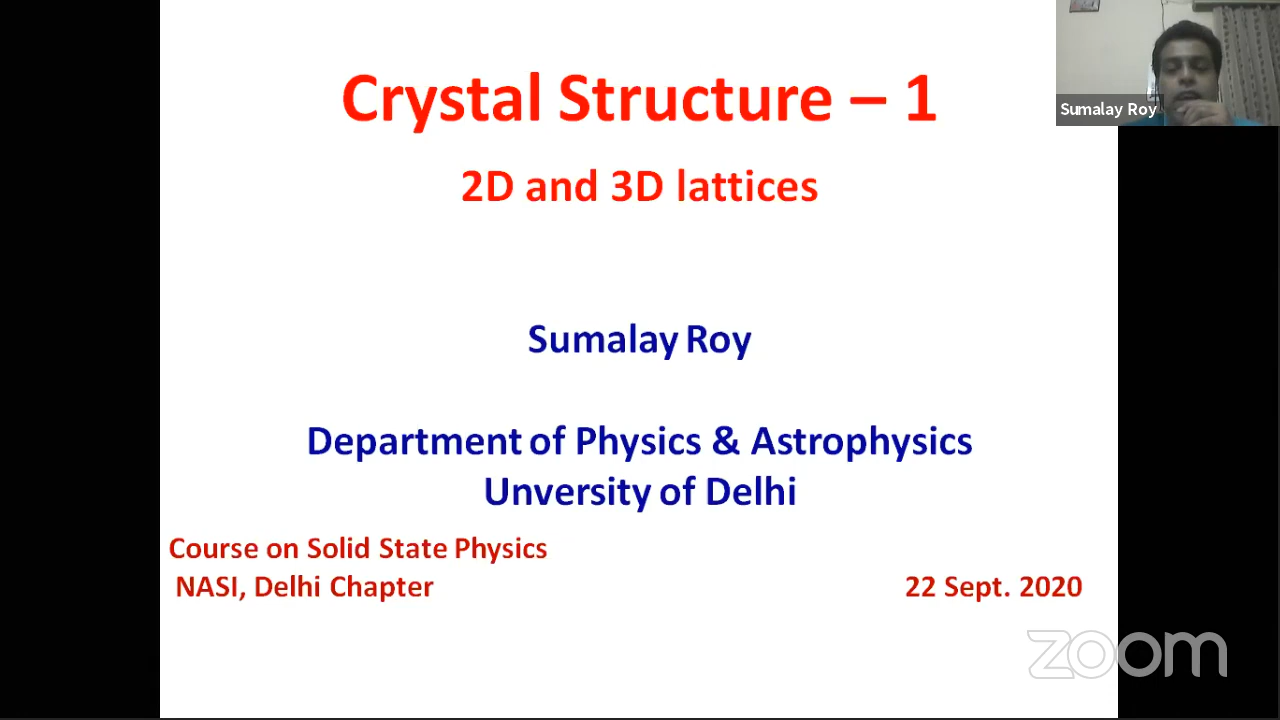 Crystal Structure – 1
2D and 3D lattices
Sumalay Roy
Sumalay Roy
Department of Physics & Astrophysics
Unversity of Delhi
Course on Solid State Physics
NASI, Delhi Chapter
22 Sept. 2020
zoom